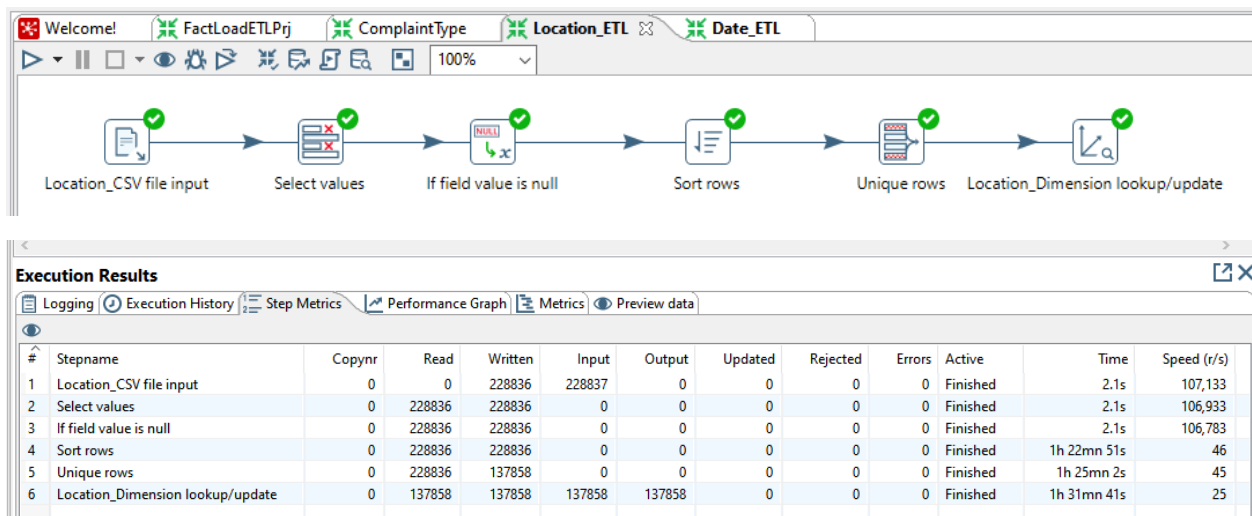 Welcome! FactLoadETLPrj ComplaintType Location_ETL Date_ETL
100%
NULL
x
Location_CSV file input Select values If field value is null Sort rows Unique rows Location_Dimension lookup/update
Execution Results
Logging Execution History Step Metrics Performance Graph Metrics Preview data
# Stepname Copynr Read Written Input Output Updated Rejected Errors Active Time Speed (r/s)
1 Location_CSV file input 0 0 228836 228837 0 0 0 0 Finished 2.1s 107,133
2 Select values 0 228836 228836 0 0 0 0 0 Finished 2.1s 106,933
3 If field value is null 0 228836 228836 0 0 0 0 0 Finished 2.1s 106,783
4 Sort rows 0 228836 228836 0 0 0 0 0 Finished 1h 22mn 51s 46
5 Unique rows 0 228836 137858 0 0 0 0 0 Finished 1h 25mn 2s 45
6 Location_Dimension lookup/update 0 137858 137858 137858 137858 0 0 0 Finished 1h 31mn 41s 25